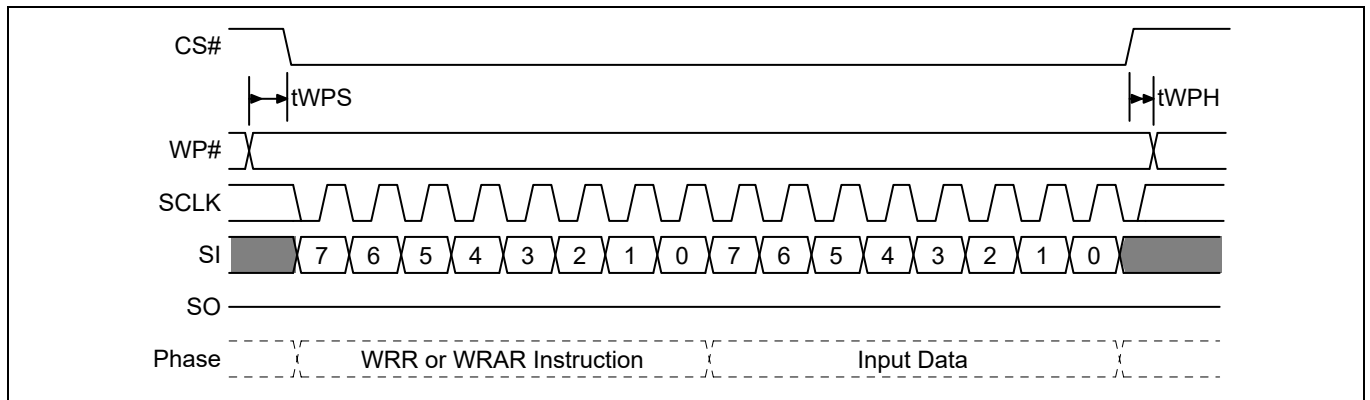 CS#
tWPS tWPH
WP#
SCLK
SI 7 6 5 4 3 2 1 0 7 6 5 4 3 2 1 0
SO
Phase WRR or WRAR Instruction Input Data